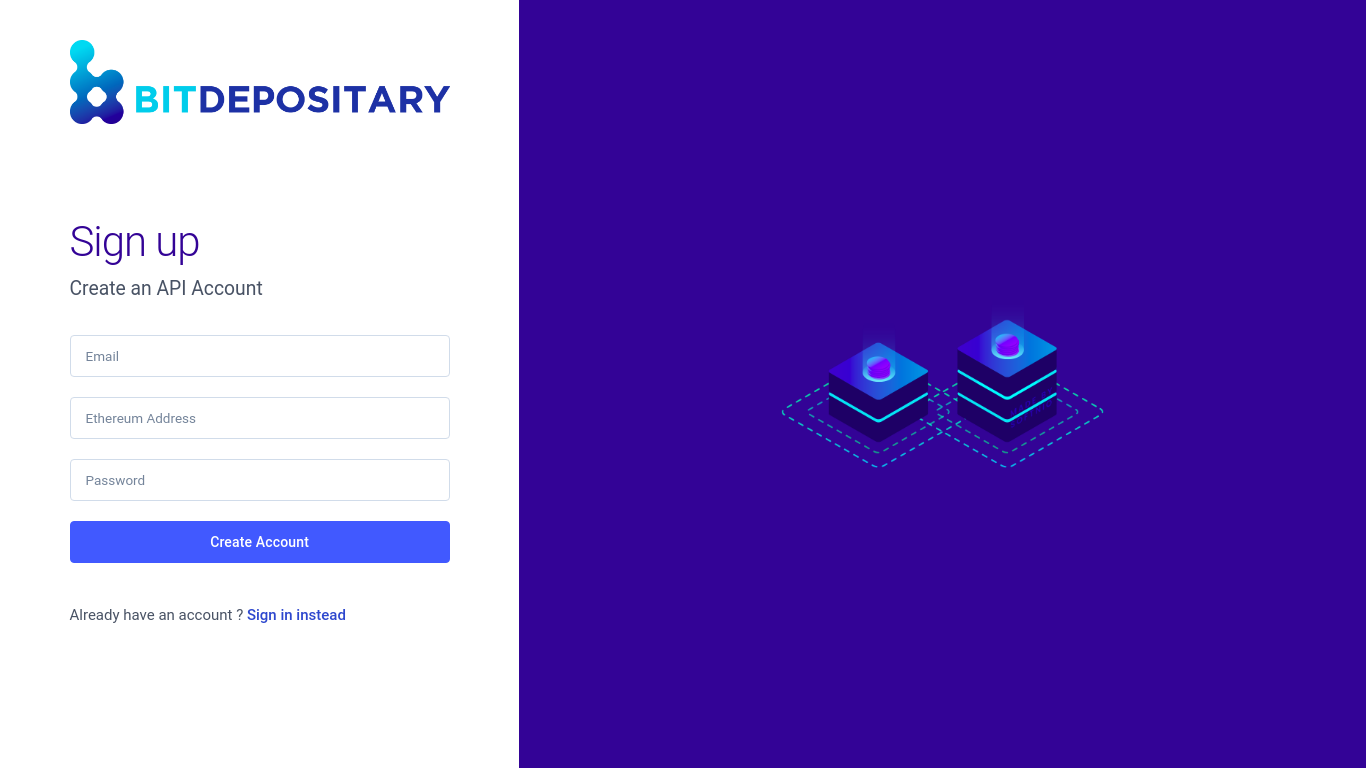 BITDEPOSITARY
Sign up
Create an API Account
Email
Ethereum Address
Password
Create Account
Already have an account ? Sign in instead